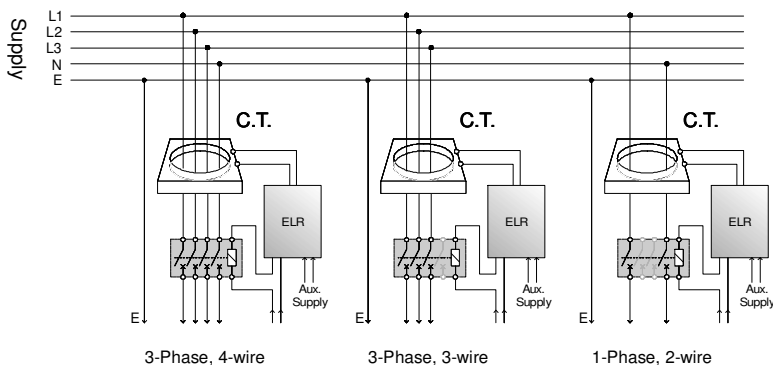 Supply
L1
L2
L3
N
E
C.T.
C.T.
C.T.
ELR
ELR
ELR
Aux.
Supply
Aux.
Supply
Aux.
Supply
E
E
E
3-Phase, 4-wire
3-Phase, 3-wire
1-Phase, 2-wire